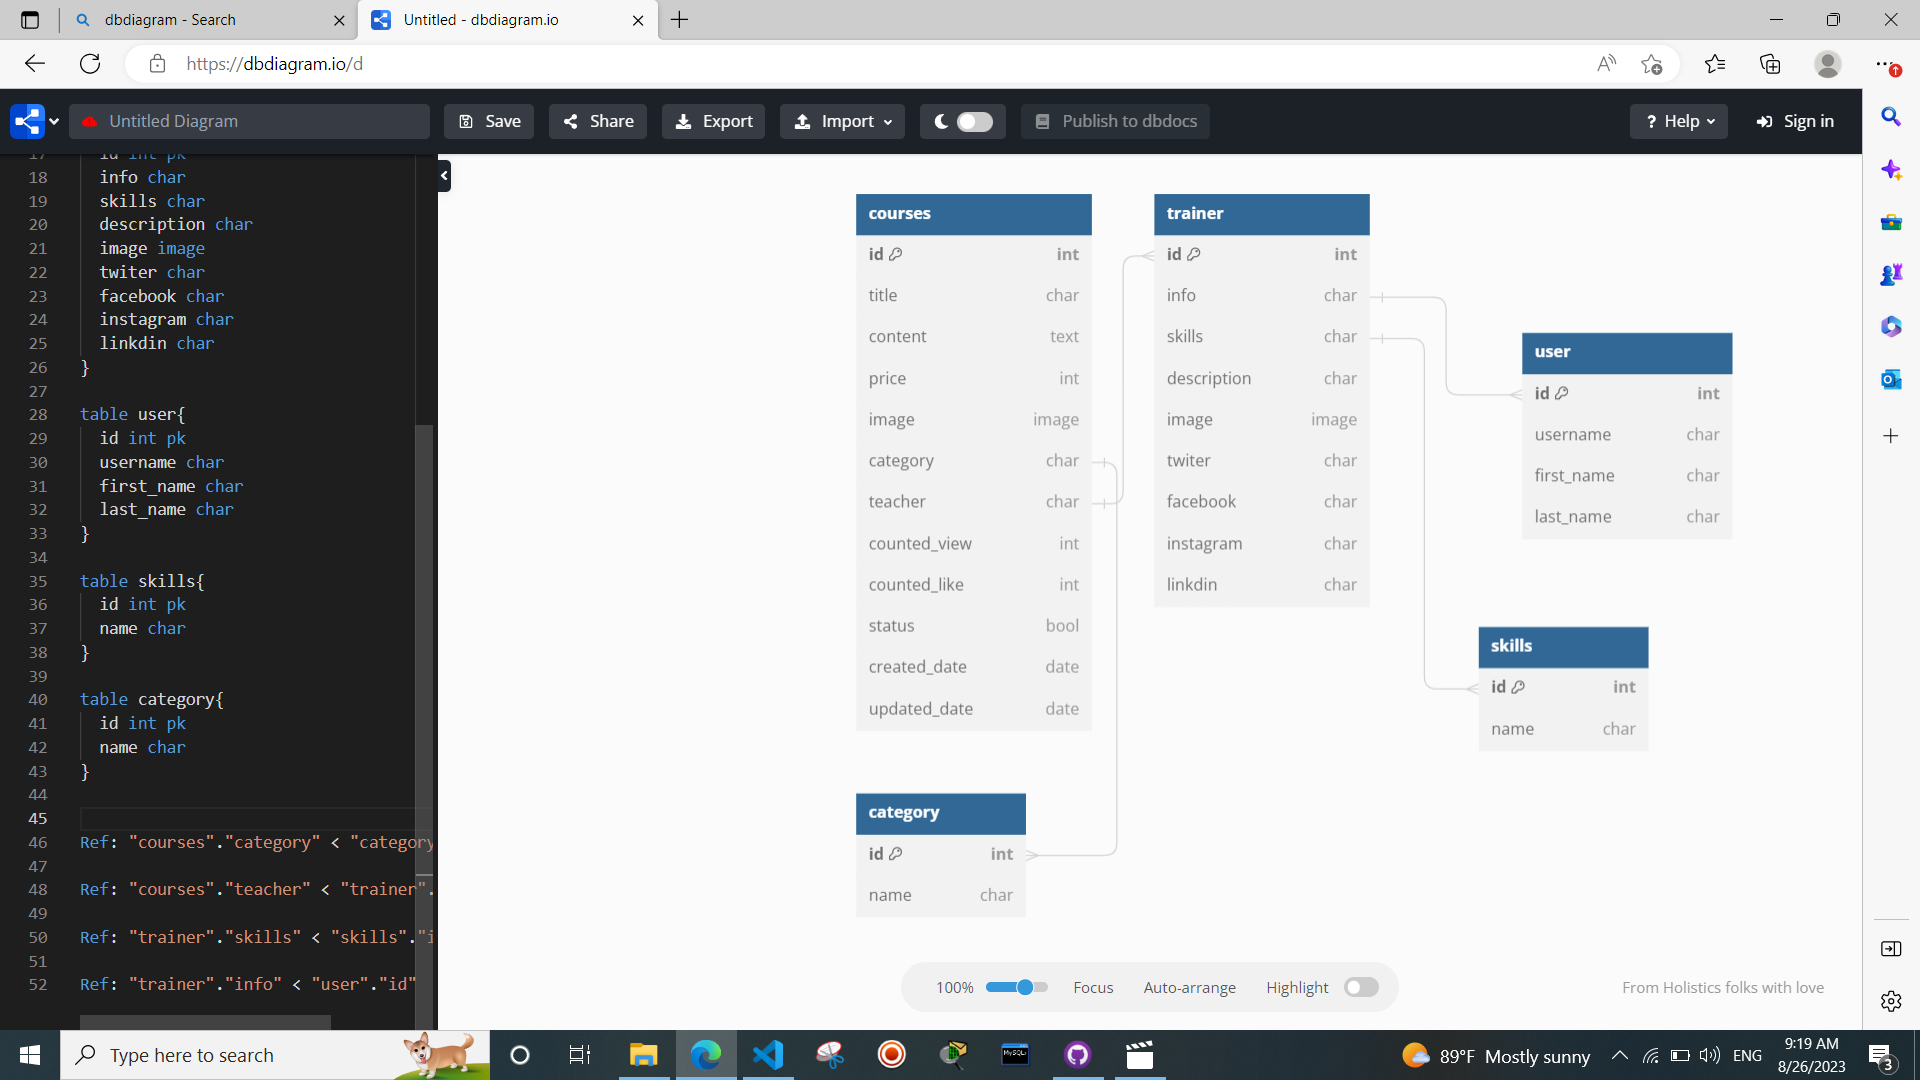 dbdiagram - Search
Untitled - dbdiagram.io
https://dbdiagram.io/d
Untitled Diagram
Save
Share
Export
Import
Publish to dbdocs
? Help
Sign in
17 id int pk
18 info char
19 skills char
20 description char
21 image image
22 twiter char
23 facebook char
24 instagram char
25 linkdin char
26 }
27
28 table user{
29 id int pk
30 username char
31 first_name char
32 last_name char
33 }
34
35 table skills{
36 id int pk
37 name char
38 }
39
40 table category{
41 id int pk
42 name char
43 }
44
45
46 Ref: "courses"."category" < "category
47
48 Ref: "courses"."teacher" < "trainer".
49
50 Ref: "trainer"."skills" < "skills"."i
51
52 Ref: "trainer"."info" < "user"."id"
courses
id int
title char
content text
price int
image image
category char
teacher char
counted_view int
counted_like int
status bool
created_date date
updated_date date
trainer
id int
info char
skills char
description char
image image
twiter char
facebook char
instagram char
linkdin char
user
id int
username char
first_name char
last_name char
skills
id int
name char
category
id int
name char
100%
Focus
Auto-arrange
Highlight
From Holistics folks with love
Type here to search
MySQL
89°F Mostly sunny
ENG
9:19 AM
8/26/2023
3